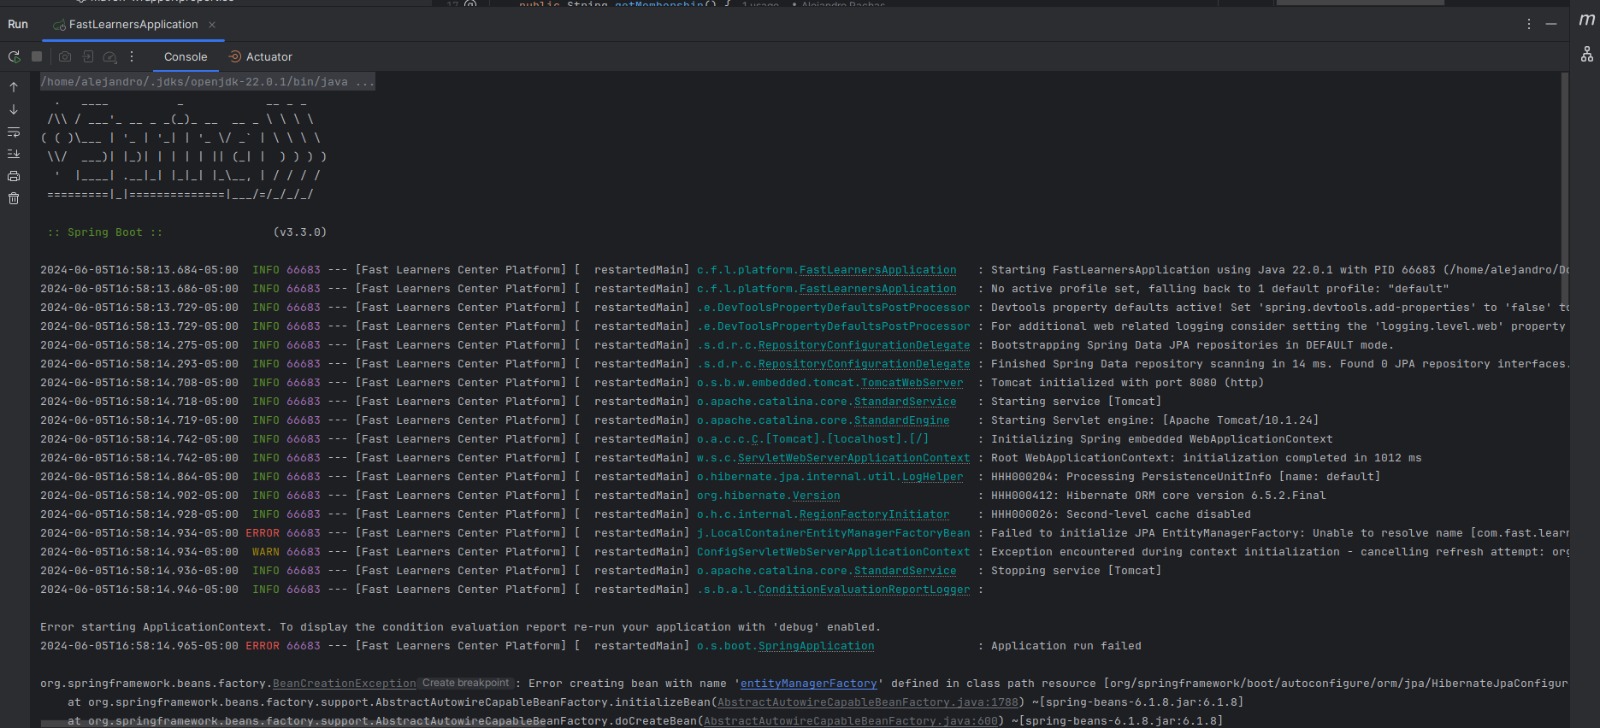 Run FastLearnersApplication
Console Actuator
/home/alejandro/.jdks/openjdk-22.0.1/bin/java ...
  .   ____          _            __ _ _
 /\\ / ___'_ __ _ _(_)_ __  __ _ \ \ \ \
( ( )\___ | '_ | '_| | '_ \/ _` | \ \ \ \
 \\/  ___)| |_)| | | | | || (_| |  ) ) ) )
  '  |____| .__|_| |_|_| |_\__, | / / / /
 =========|_|==============|___/=/_/_/_/
:: Spring Boot :: (v3.3.0)
2024-06-05T16:58:13.684-05:00 INFO 66683 --- [Fast Learners Center Platform] [ restartedMain] c.f.l.platform.FastLearnersApplication : Starting FastLearnersApplication using Java 22.0.1 with PID 66683 (/home/alejandro/Do
2024-06-05T16:58:13.686-05:00 INFO 66683 --- [Fast Learners Center Platform] [ restartedMain] c.f.l.platform.FastLearnersApplication : No active profile set, falling back to 1 default profile: "default"
2024-06-05T16:58:13.729-05:00 INFO 66683 --- [Fast Learners Center Platform] [ restartedMain] .e.DevToolsPropertyDefaultsPostProcessor : Devtools property defaults active! Set 'spring.devtools.add-properties' to 'false' to
2024-06-05T16:58:13.729-05:00 INFO 66683 --- [Fast Learners Center Platform] [ restartedMain] .e.DevToolsPropertyDefaultsPostProcessor : For additional web related logging consider setting the 'logging.level.web' property
2024-06-05T16:58:14.275-05:00 INFO 66683 --- [Fast Learners Center Platform] [ restartedMain] .s.d.r.c.RepositoryConfigurationDelegate : Bootstrapping Spring Data JPA repositories in DEFAULT mode.
2024-06-05T16:58:14.293-05:00 INFO 66683 --- [Fast Learners Center Platform] [ restartedMain] .s.d.r.c.RepositoryConfigurationDelegate : Finished Spring Data repository scanning in 14 ms. Found 0 JPA repository interfaces.
2024-06-05T16:58:14.708-05:00 INFO 66683 --- [Fast Learners Center Platform] [ restartedMain] o.s.b.w.embedded.tomcat.TomcatWebServer : Tomcat initialized with port 8080 (http)
2024-06-05T16:58:14.718-05:00 INFO 66683 --- [Fast Learners Center Platform] [ restartedMain] o.apache.catalina.core.StandardService : Starting service [Tomcat]
2024-06-05T16:58:14.719-05:00 INFO 66683 --- [Fast Learners Center Platform] [ restartedMain] o.apache.catalina.core.StandardEngine : Starting Servlet engine: [Apache Tomcat/10.1.24]
2024-06-05T16:58:14.742-05:00 INFO 66683 --- [Fast Learners Center Platform] [ restartedMain] o.a.c.c.C.[Tomcat].[localhost].[/] : Initializing Spring embedded WebApplicationContext
2024-06-05T16:58:14.742-05:00 INFO 66683 --- [Fast Learners Center Platform] [ restartedMain] w.s.c.ServletWebServerApplicationContext : Root WebApplicationContext: initialization completed in 1012 ms
2024-06-05T16:58:14.864-05:00 INFO 66683 --- [Fast Learners Center Platform] [ restartedMain] o.hibernate.jpa.internal.util.LogHelper : HHH000204: Processing PersistenceUnitInfo [name: default]
2024-06-05T16:58:14.902-05:00 INFO 66683 --- [Fast Learners Center Platform] [ restartedMain] org.hibernate.Version : HHH000412: Hibernate ORM core version 6.5.2.Final
2024-06-05T16:58:14.928-05:00 INFO 66683 --- [Fast Learners Center Platform] [ restartedMain] o.h.c.internal.RegionFactoryInitiator : HHH000026: Second-level cache disabled
2024-06-05T16:58:14.934-05:00 ERROR 66683 --- [Fast Learners Center Platform] [ restartedMain] j.LocalContainerEntityManagerFactoryBean : Failed to initialize JPA EntityManagerFactory: Unable to resolve name [com.fast.learn
2024-06-05T16:58:14.934-05:00 WARN 66683 --- [Fast Learners Center Platform] [ restartedMain] ConfigServletWebServerApplicationContext : Exception encountered during context initialization - cancelling refresh attempt: org
2024-06-05T16:58:14.936-05:00 INFO 66683 --- [Fast Learners Center Platform] [ restartedMain] o.apache.catalina.core.StandardService : Stopping service [Tomcat]
2024-06-05T16:58:14.946-05:00 INFO 66683 --- [Fast Learners Center Platform] [ restartedMain] .s.b.a.l.ConditionEvaluationReportLogger :
Error starting ApplicationContext. To display the condition evaluation report re-run your application with 'debug' enabled.
2024-06-05T16:58:14.965-05:00 ERROR 66683 --- [Fast Learners Center Platform] [ restartedMain] o.s.boot.SpringApplication : Application run failed
org.springframework.beans.factory.BeanCreationException Create breakpoint : Error creating bean with name 'entityManagerFactory' defined in class path resource [org/springframework/boot/autoconfigure/orm/jpa/HibernateJpaConfigur
at org.springframework.beans.factory.support.AbstractAutowireCapableBeanFactory.initializeBean(AbstractAutowireCapableBeanFactory.java:1788) ~[spring-beans-6.1.8.jar:6.1.8]
at org.springframework.beans.factory.support.AbstractAutowireCapableBeanFactory.doCreateBean(AbstractAutowireCapableBeanFactory.java:600) ~[spring-beans-6.1.8.jar:6.1.8]